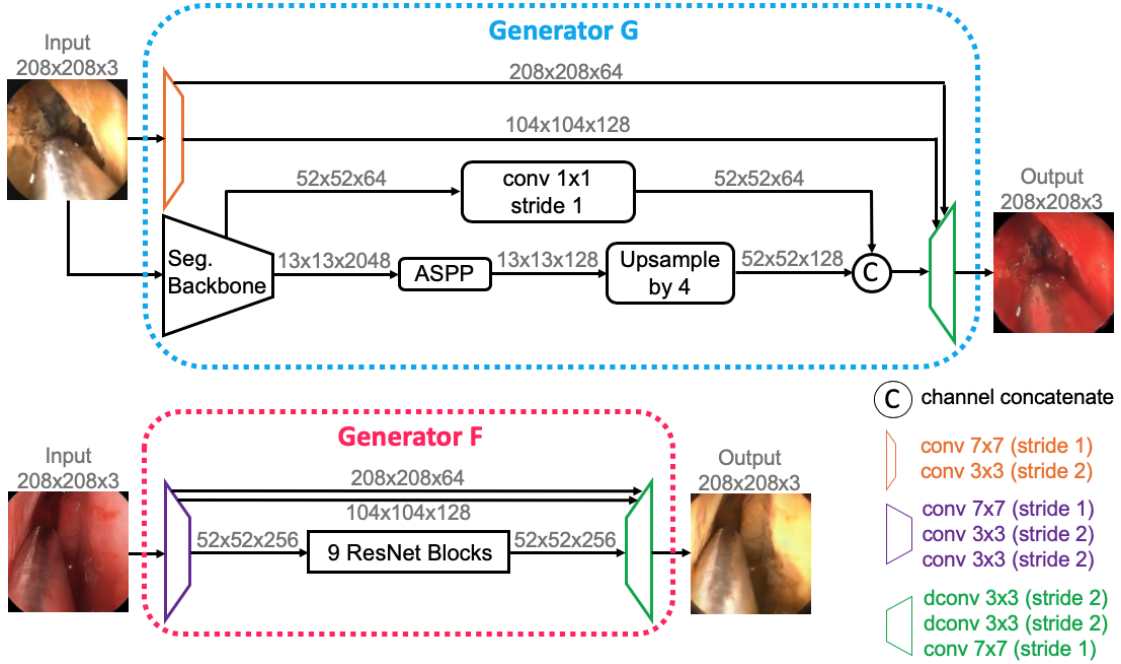 Generator G
Input
208x208x3
208x208x64
104x104x128
52x52x64
conv 1x1
stride 1
52x52x64
Output
208x208x3
Seg.
Backbone
13x13x2048
ASPP
13x13x128
Upsample
by 4
52x52x128
C
C channel concatenate
Generator F
Input
208x208x3
208x208x64
104x104x128
52x52x256
9 ResNet Blocks
52x52x256
Output
208x208x3
conv 7x7 (stride 1)
conv 3x3 (stride 2)
conv 7x7 (stride 1)
conv 3x3 (stride 2)
conv 3x3 (stride 2)
dconv 3x3 (stride 2)
dconv 3x3 (stride 2)
conv 7x7 (stride 1)